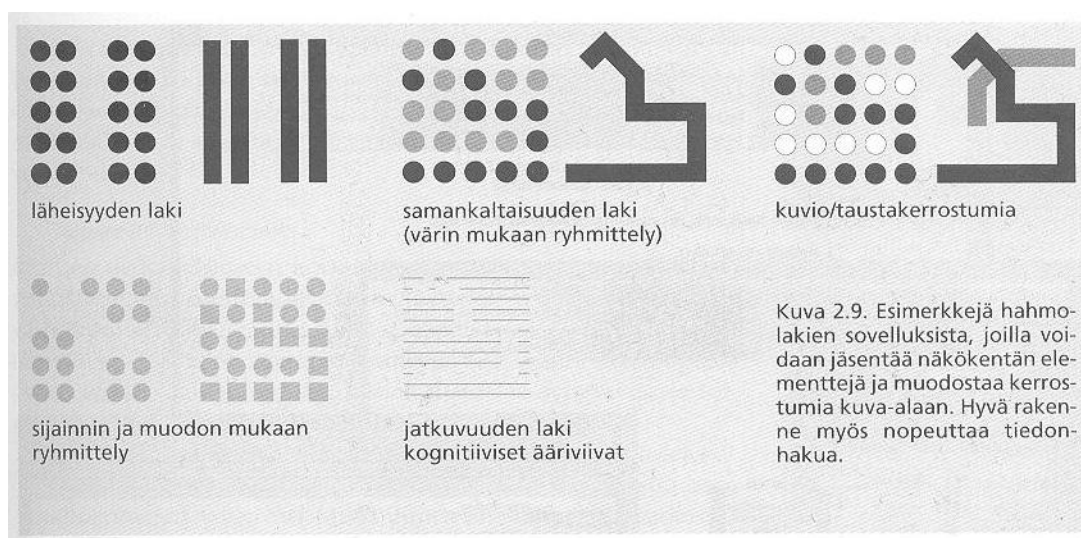 läheisyyden laki
samankaltaisuuden laki
(värin mukaan ryhmittely)
kuvio/taustakerrostumia
sijainnin ja muodon mukaan
ryhmittely
jatkuvuuden laki
kognitiiviset ääriviivat
Kuva 2.9. Esimerkkejä hahmo-
lakien sovelluksista, joilla voi-
daan jäsentää näkökentän ele-
menttejä ja muodostaa kerros-
tumia kuva-alaan. Hyvä raken-
ne myös nopeuttaa tiedon-
hakua.